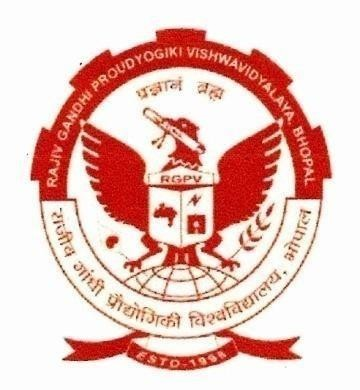 RAJIV GANDHI PROUDYOGIKI VISHWAVIDYALAYA, BHOPAL
प्रज्ञानं ब्रह्म
RGPV
राजीव गांधी प्रौद्योगिकी विश्वविद्यालय, भोपाल
ESTD-1998